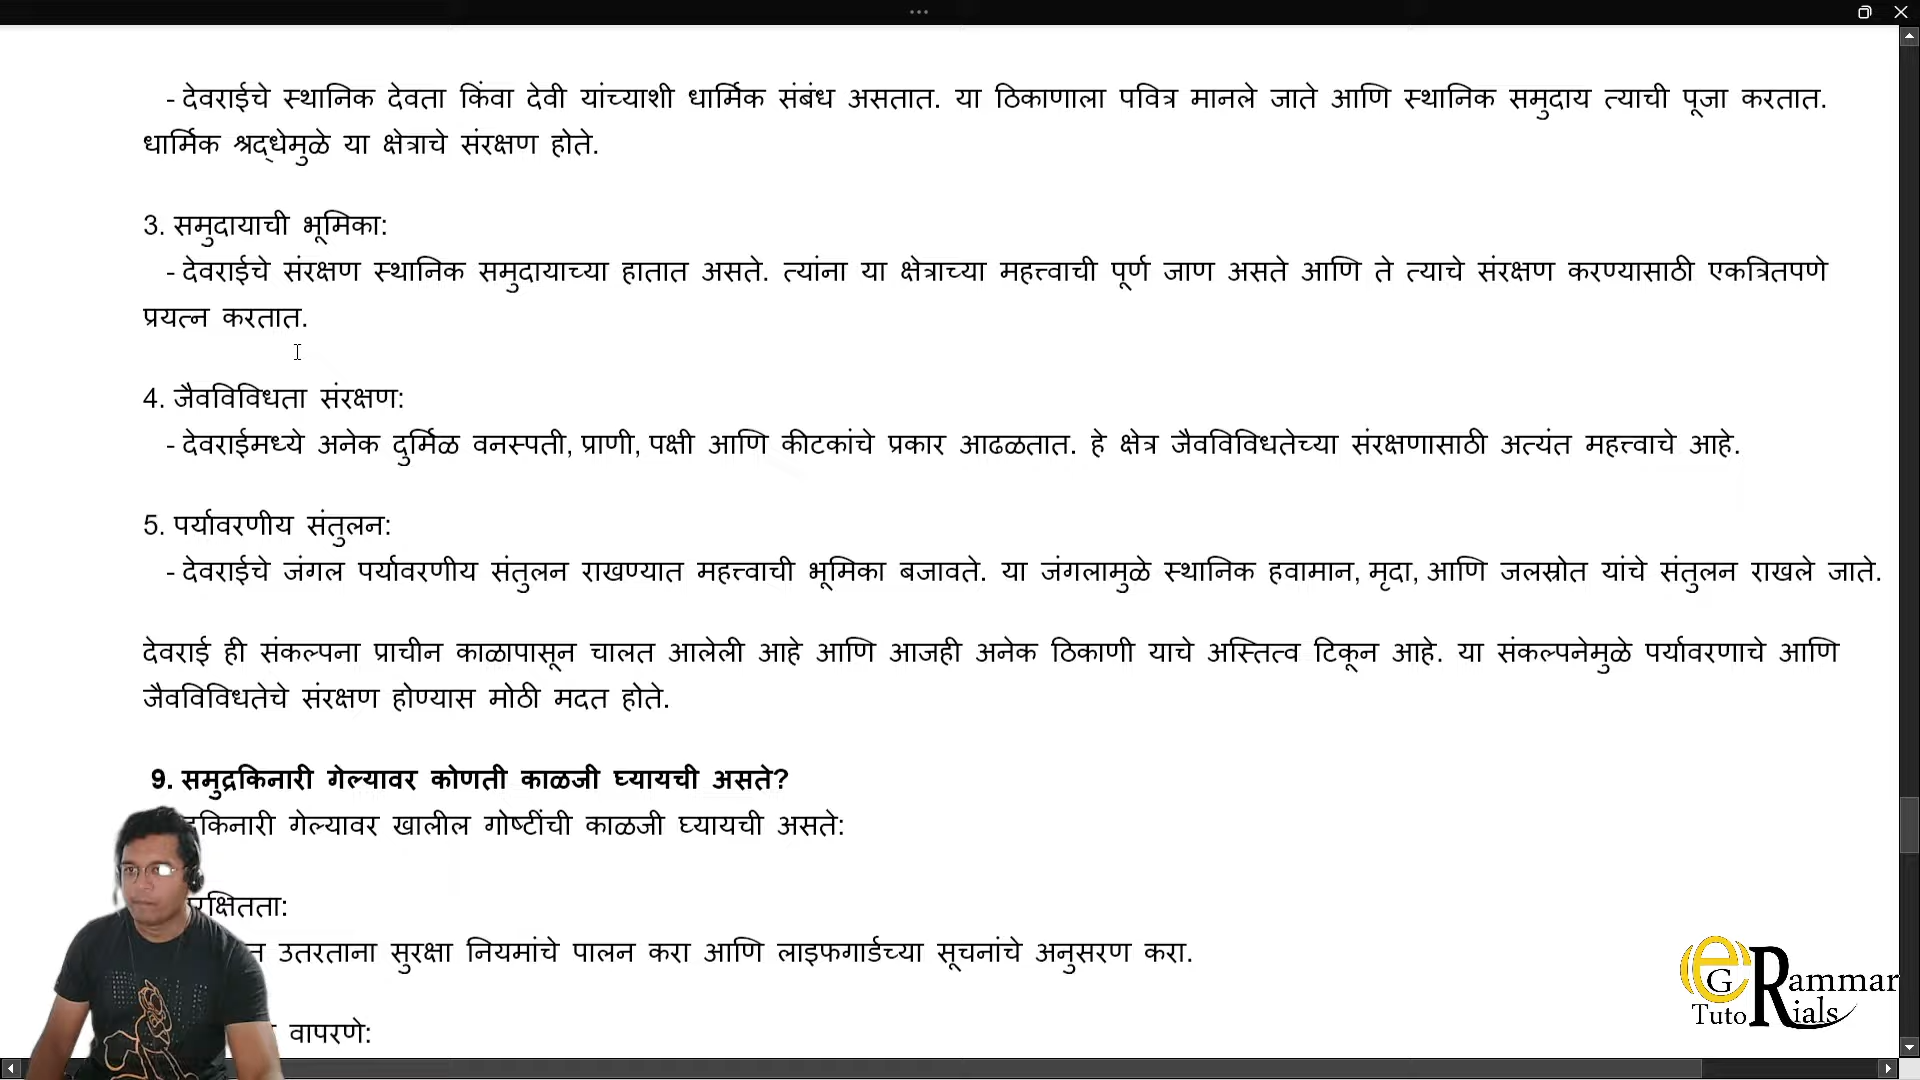 - देवराईचे स्थानिक देवता किंवा देवी यांच्याशी धार्मिक संबंध असतात. या ठिकाणाला पवित्र मानले जाते आणि स्थानिक समुदाय त्याची पूजा करतात.
धार्मिक श्रद्धेमुळे या क्षेत्राचे संरक्षण होते.
3. समुदायाची भूमिका:
- देवराईचे संरक्षण स्थानिक समुदायाच्या हातात असते. त्यांना या क्षेत्राच्या महत्त्वाची पूर्ण जाण असते आणि ते त्याचे संरक्षण करण्यासाठी एकत्रितपणे
प्रयत्न करतात.
4. जैवविविधता संरक्षण:
- देवराईमध्ये अनेक दुर्मिळ वनस्पती, प्राणी, पक्षी आणि कीटकांचे प्रकार आढळतात. हे क्षेत्र जैवविविधतेच्या संरक्षणासाठी अत्यंत महत्त्वाचे आहे.
5. पर्यावरणीय संतुलन:
- देवराईचे जंगल पर्यावरणीय संतुलन राखण्यात महत्त्वाची भूमिका बजावते. या जंगलामुळे स्थानिक हवामान, मृदा, आणि जलस्रोत यांचे संतुलन राखले जाते.
देवराई ही संकल्पना प्राचीन काळापासून चालत आलेली आहे आणि आजही अनेक ठिकाणी याचे अस्तित्व टिकून आहे. या संकल्पनेमुळे पर्यावरणाचे आणि
जैवविविधतेचे संरक्षण होण्यास मोठी मदत होते.
9. समुद्रकिनारी गेल्यावर कोणती काळजी घ्यायची असते?
गेल्यावर खालील गोष्टींची काळजी घ्यायची असते:
उतरताना सुरक्षा नियमांचे पालन करा आणि लाइफगार्डच्या सूचनांचे अनुसरण करा.
वापरणे:
eG Rammar
Tuto Rials